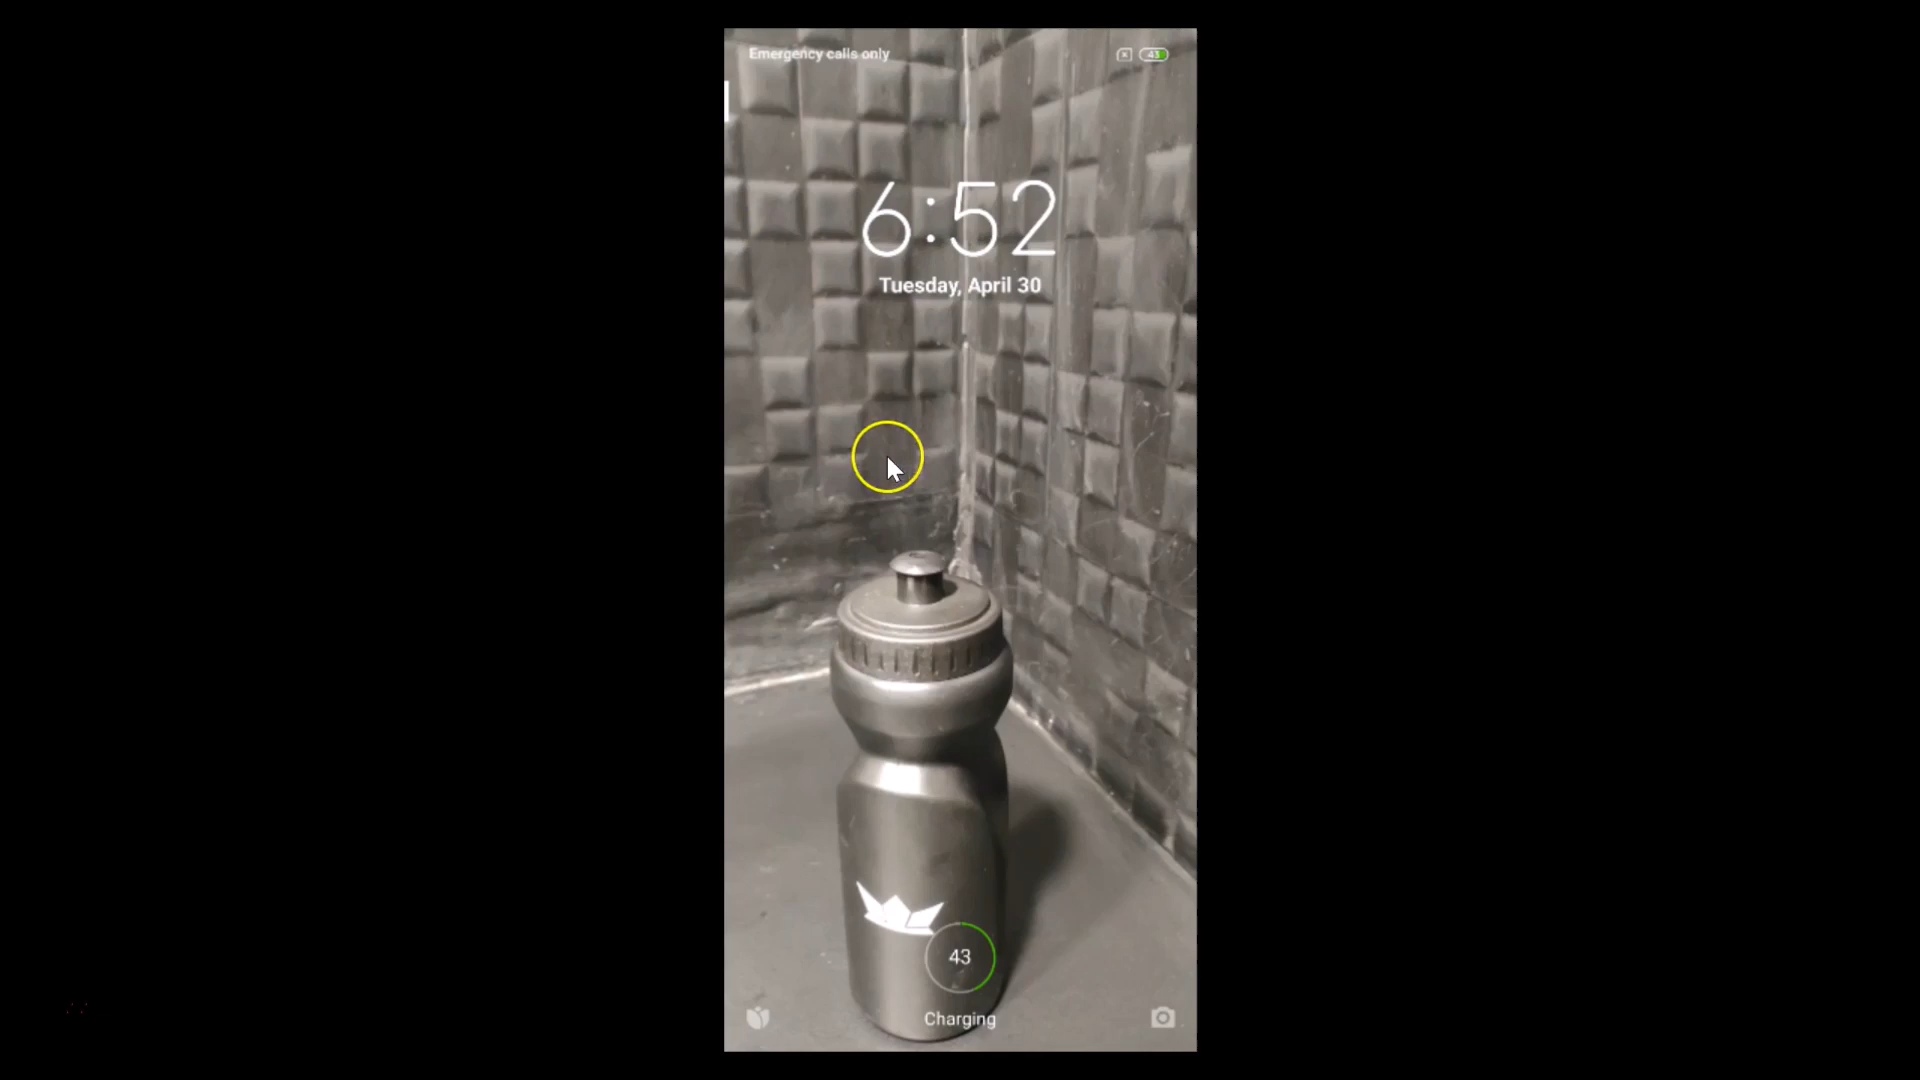 Emergency calls only
43
6:52
Tuesday, April 30
43
Charging